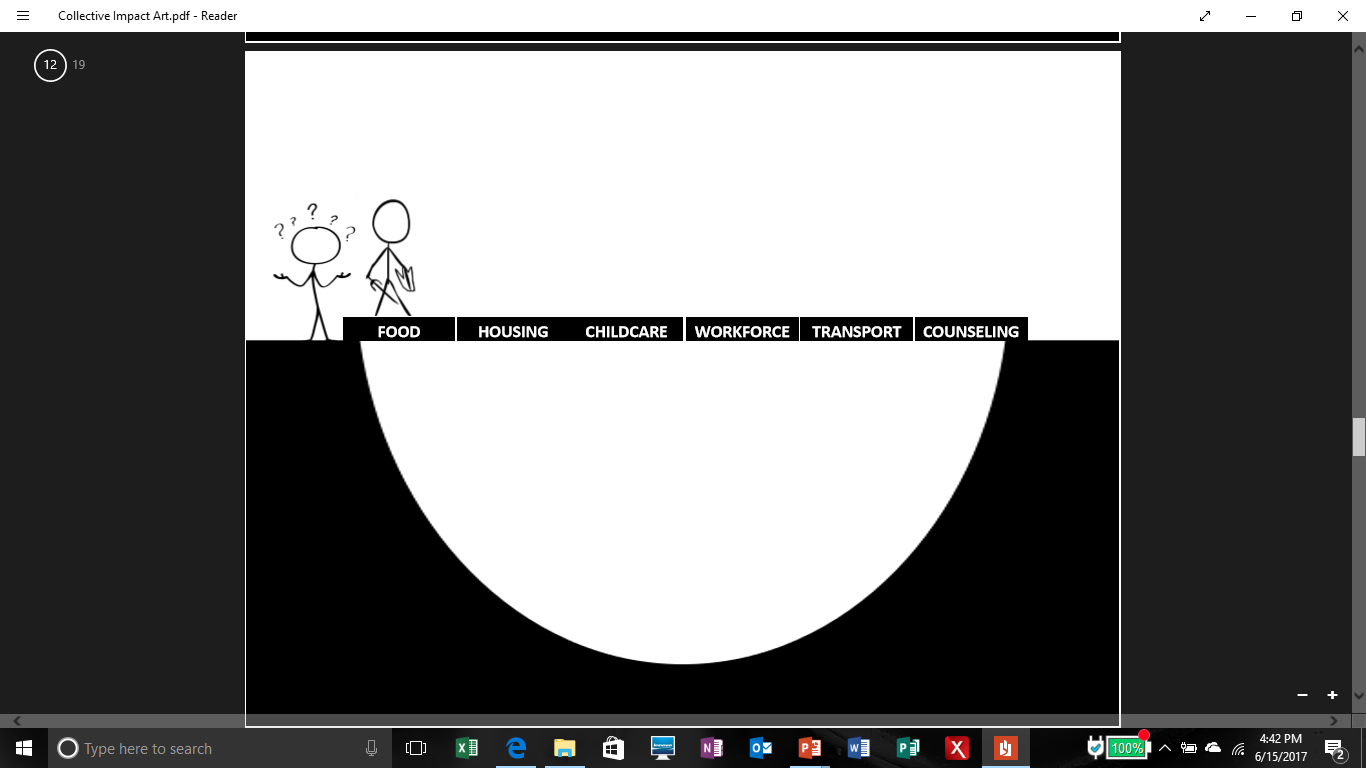 Collective Impact Art.pdf - Reader
12 19
?
? ? ? ?
FOOD HOUSING CHILDCARE WORKFORCE TRANSPORT COUNSELING
Type here to search
100%
4:42 PM
6/15/2017
2